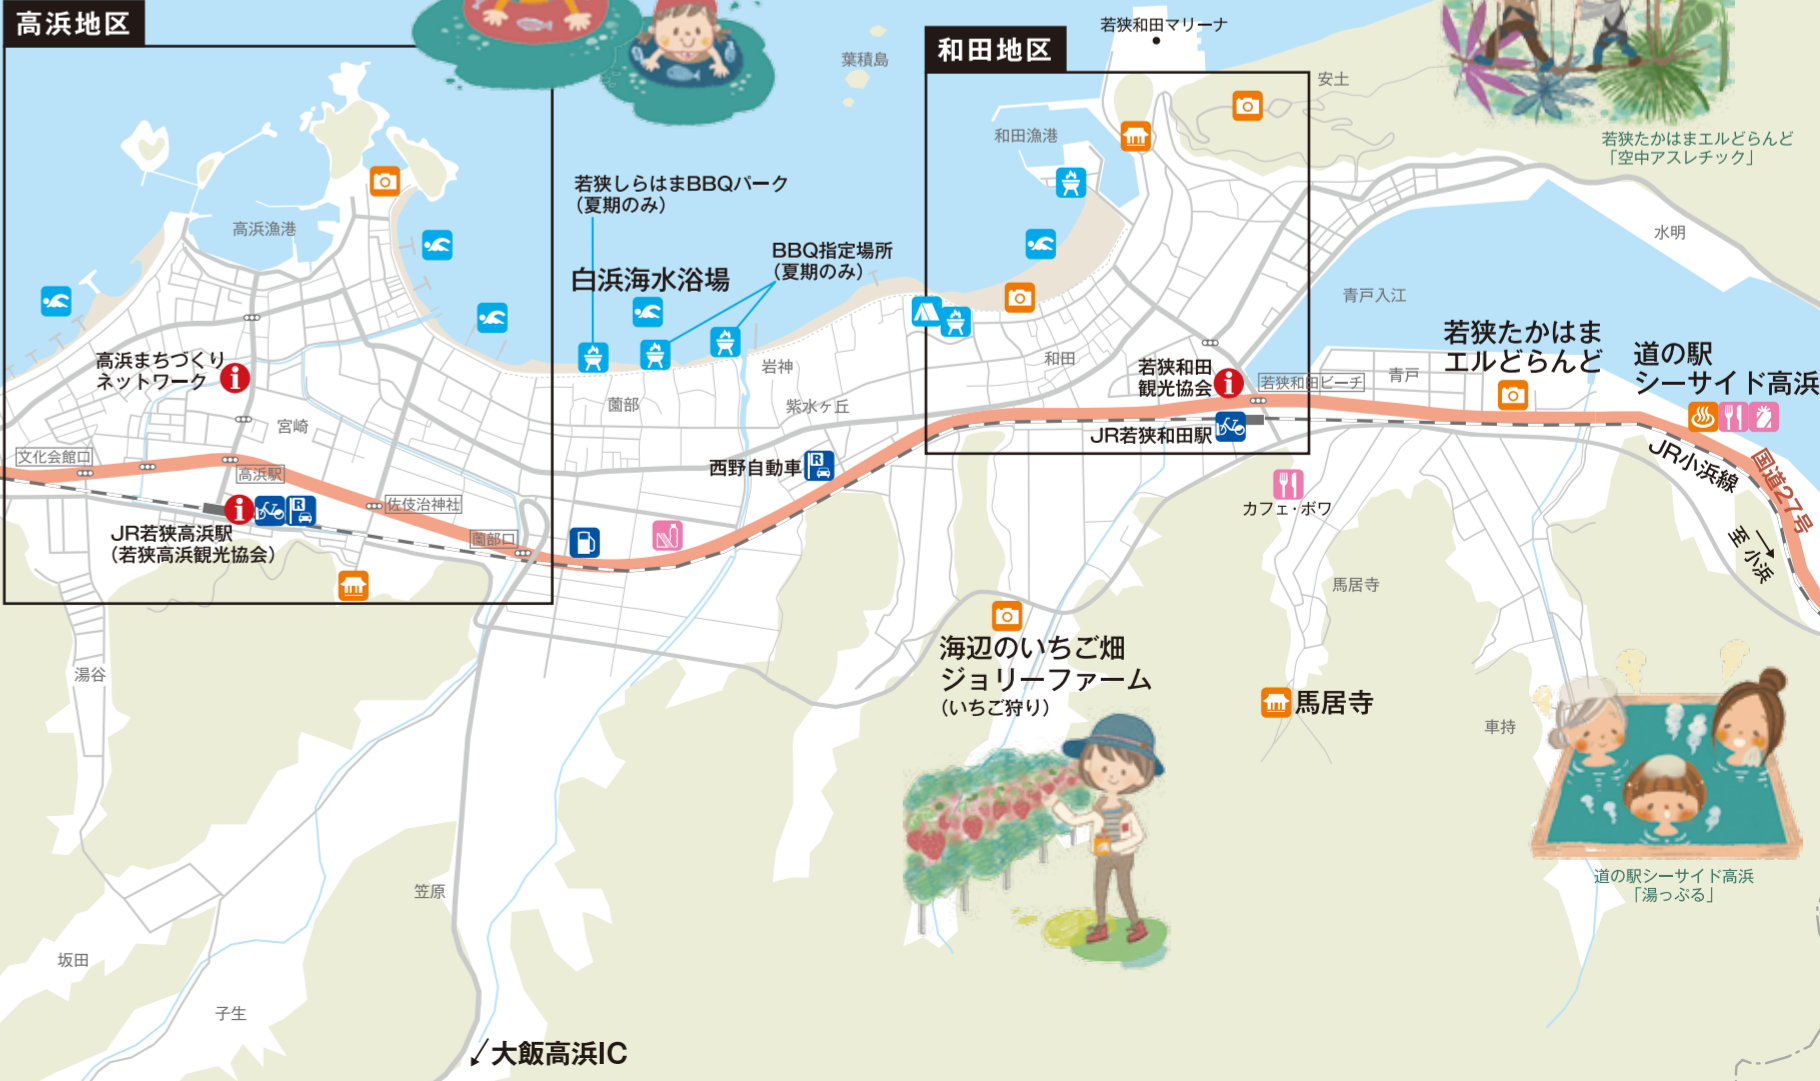 高浜地区
和田地区
若狭和田マリーナ
葉積島
安土
和田漁港
若狭たかはまエルどらんど
「空中アスレチック」
若狭しらはまBBQパーク
（夏期のみ）
高浜漁港
水明
BBQ指定場所
（夏期のみ）
白浜海水浴場
青戸入江
若狭たかはま
エルどらんど
道の駅
シーサイド高浜
高浜まちづくり
ネットワーク
i
岩神
和田
若狭和田
観光協会
i
若狭和田ビーチ
青戸
薗部
紫水ヶ丘
宮崎
JR若狭和田駅
文化会館口
高浜駅
西野自動車
R
JR小浜線
国道27号
至 小浜
佐伎治神社
i
R
JR若狭高浜駅
（若狭高浜観光協会）
薗部口
カフェ・ボワ
馬居寺
海辺のいちご畑
ジョリーファーム
（いちご狩り）
湯谷
馬居寺
車持
道の駅シーサイド高浜
「湯っぷる」
笠原
坂田
子生
大飯高浜IC